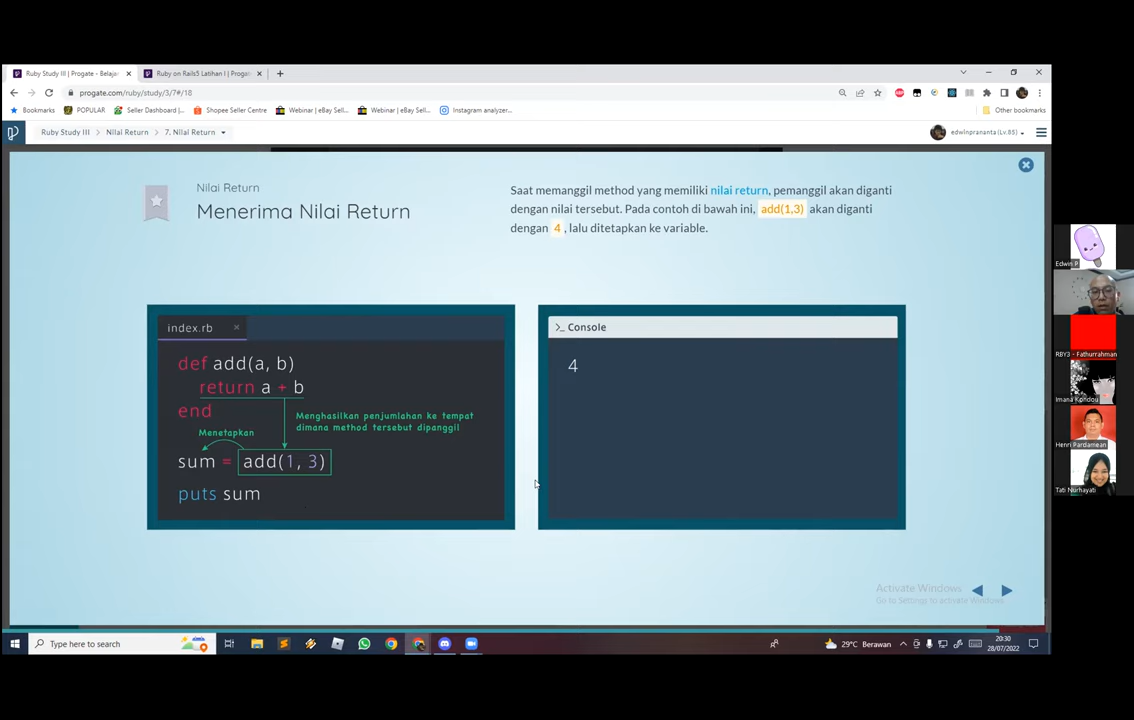 Ruby Study III | Progate - Belaja
Ruby on Rails5 Latihan I | Progat
progate.com/ruby/study/3/7#/18
Bookmarks
POPULAR
Seller Dashboard |...
Shopee Seller Centre
Webinar | eBay Sell...
Webinar | eBay Sell...
Instagram analyzer...
Other bookmarks
Ruby Study III
Nilai Return
7. Nilai Return
edwinprananta (Lv.85)
Nilai Return
Menerima Nilai Return
Saat memanggil method yang memiliki nilai return, pemanggil akan diganti
dengan nilai tersebut. Pada contoh di bawah ini, add(1,3) akan diganti
dengan 4 , lalu ditetapkan ke variable.
index.rb
def add(a, b)
return a + b
end
Menghasilkan penjumlahan ke tempat
dimana method tersebut dipanggil
Menetapkan
sum = add(1, 3)
puts sum
>_ Console
4
Edwin P
RBY3 - Fathurrahman
Imana Kondou
Henri Pardamean
Tati Nurhayati
Activate Windows
Go to Settings to activate Windows.
Type here to search
29°C Berawan
20:30
28/07/2022